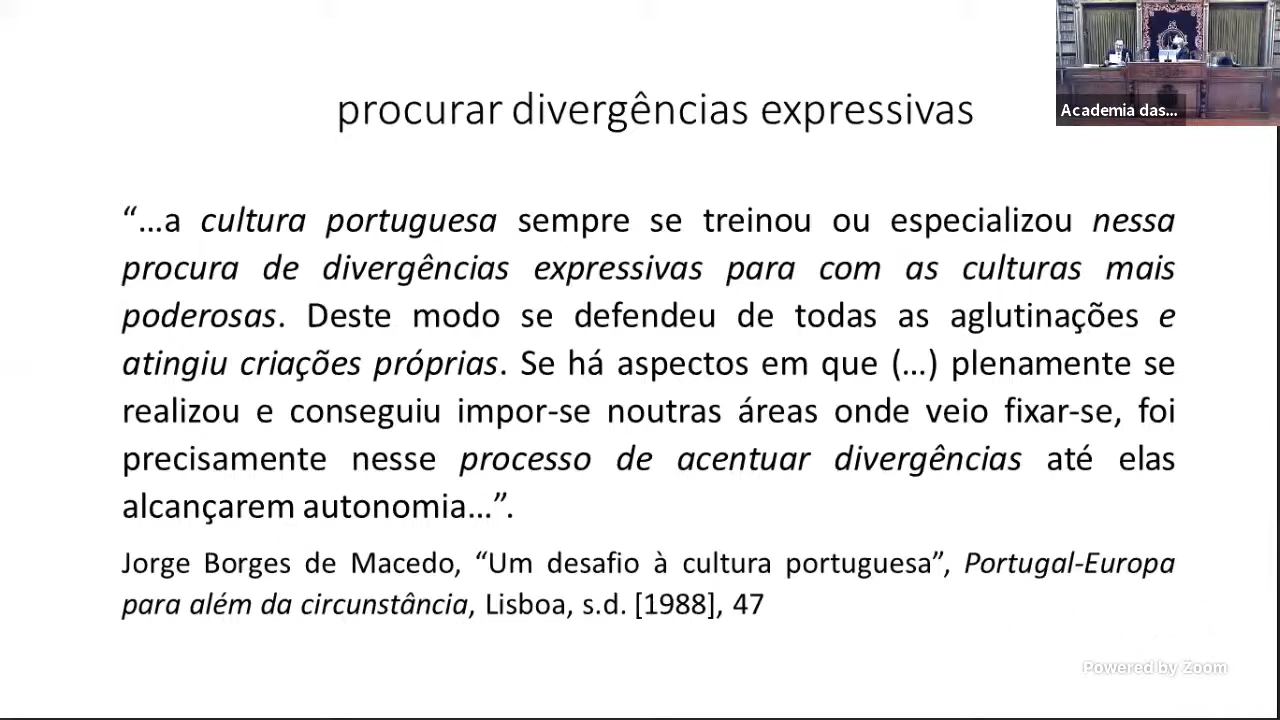 procurar divergências expressivas
Academia das...
“...a cultura portuguesa sempre se treinou ou especializou nessa
procura de divergências expressivas para com as culturas mais
poderosas. Deste modo se defendeu de todas as aglutinações e
atingiu criações próprias. Se há aspectos em que (...) plenamente se
realizou e conseguiu impor-se noutras áreas onde veio fixar-se, foi
precisamente nesse processo de acentuar divergências até elas
alcançarem autonomia...”.
Jorge Borges de Macedo, “Um desafio à cultura portuguesa”, Portugal-Europa
para além da circunstância, Lisboa, s.d. [1988], 47
Powered by Zoom